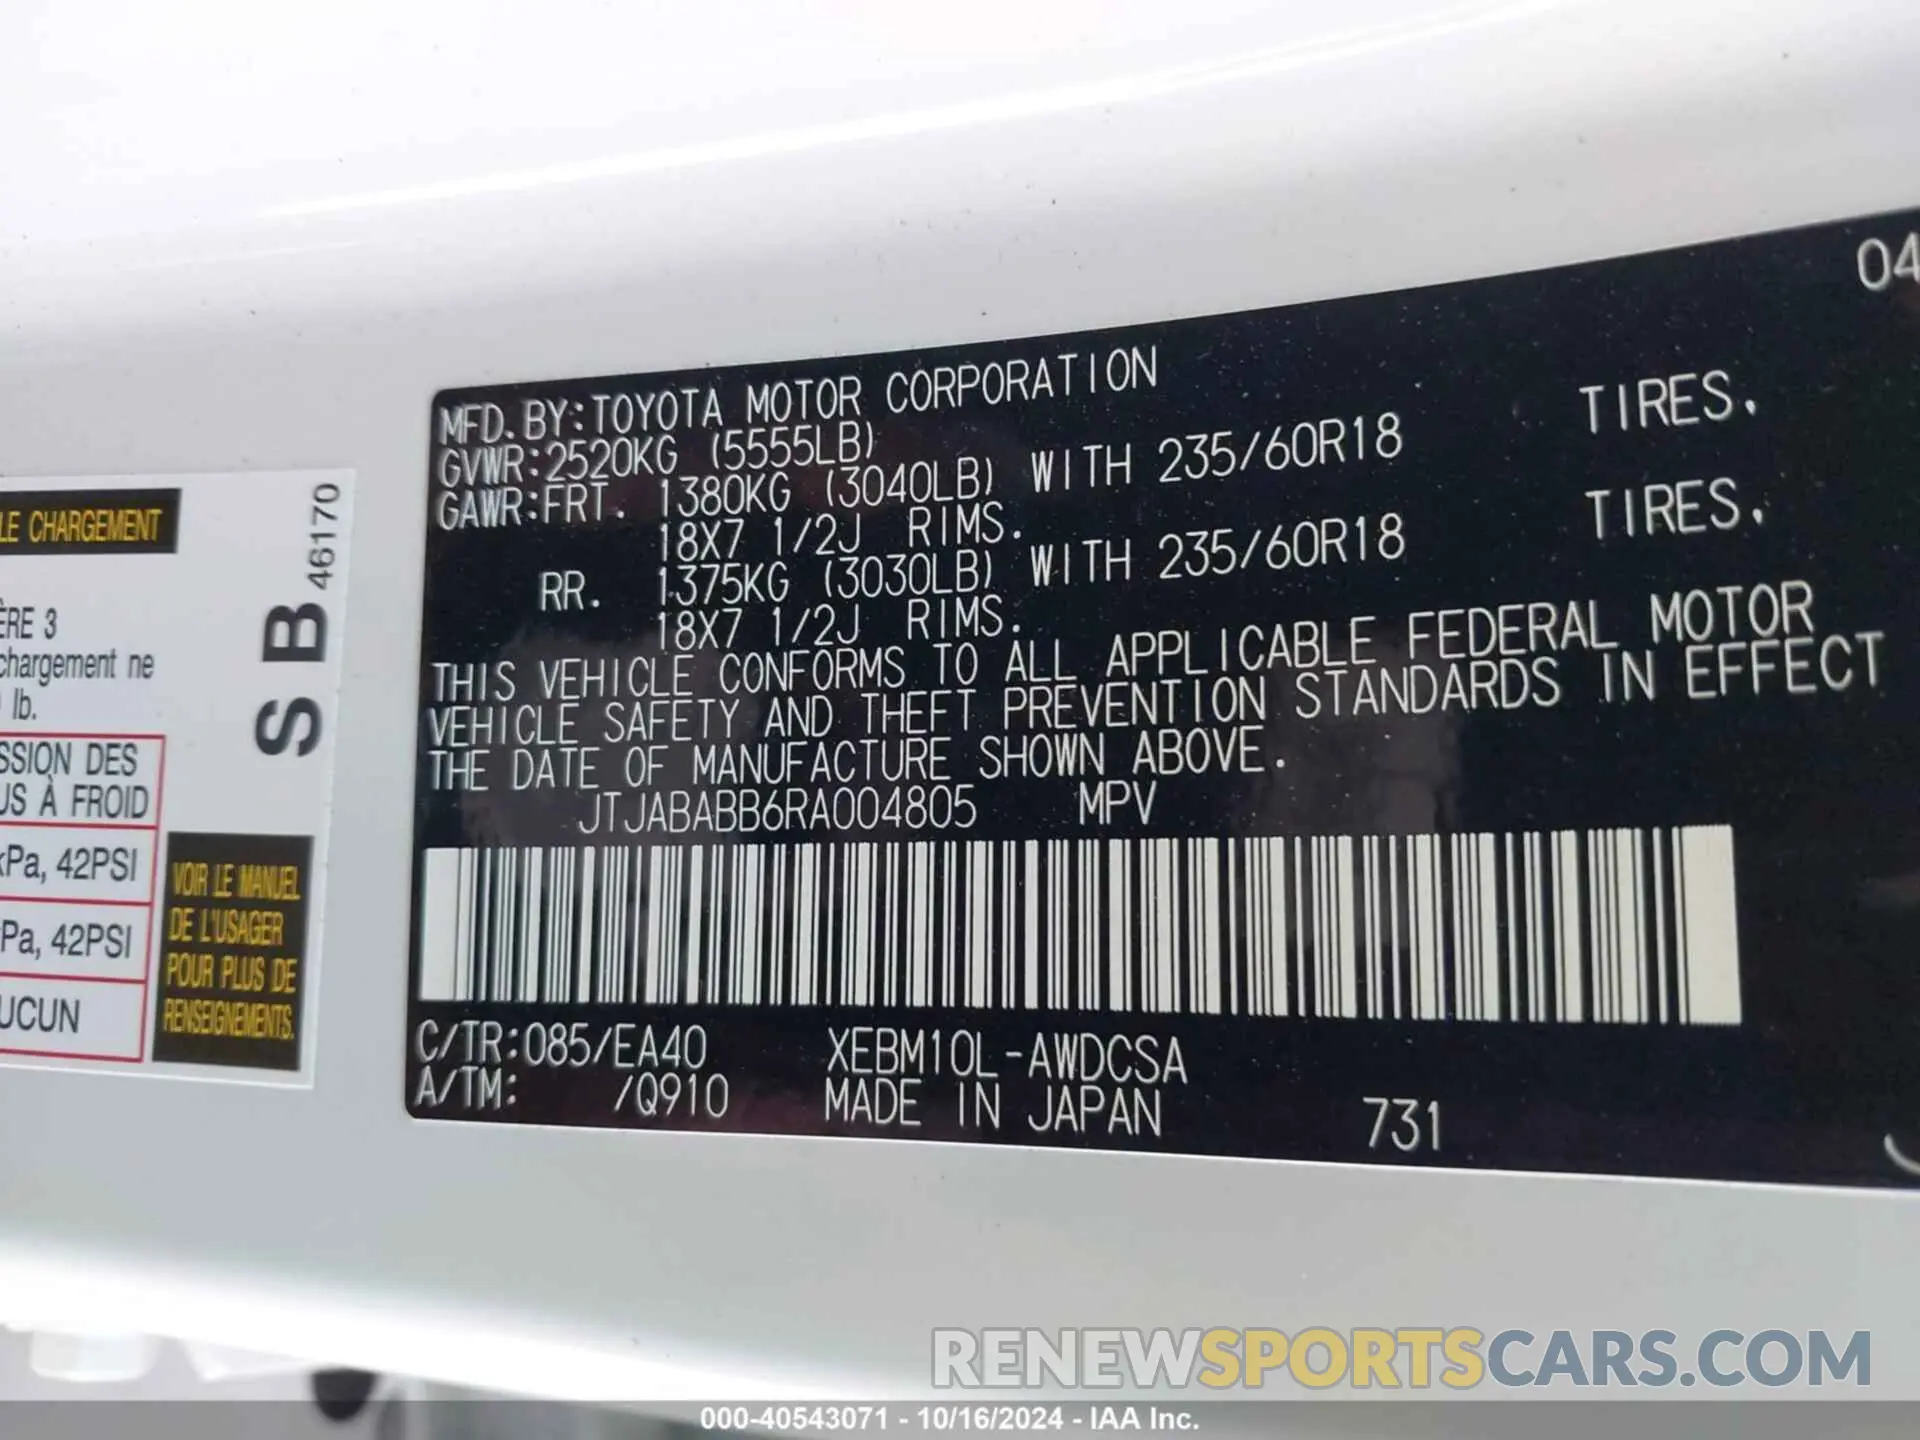 LE CHARGEMENT
46170
SB
ÈRE 3
chargement ne
lb.
SSION DES
US À FROID
kPa, 42PSI
Pa, 42PSI
UCUN
VOIR LE MANUEL
DE L'USAGER
POUR PLUS DE
RENSEIGNEMENTS.
04
MFD. BY: TOYOTA MOTOR CORPORATION
GVWR: 2520KG (5555LB)
GAWR: FRT. 1380KG (3040LB) WITH 235/60R18 TIRES,
18X7 1/2J RIMS.
RR. 1375KG (3030LB) WITH 235/60R18 TIRES,
18X7 1/2J RIMS.
THIS VEHICLE CONFORMS TO ALL APPLICABLE FEDERAL MOTOR
VEHICLE SAFETY AND THEFT PREVENTION STANDARDS IN EFFECT
THE DATE OF MANUFACTURE SHOWN ABOVE.
JTJABABB6RA004805 MPV
C/TR: 085/EA40 XEBM10L-AWDCSA
A/TM: /Q910 MADE IN JAPAN 731
RENEWSPORTSCARS.COM
000-40543071 - 10/16/2024 - IAA Inc.